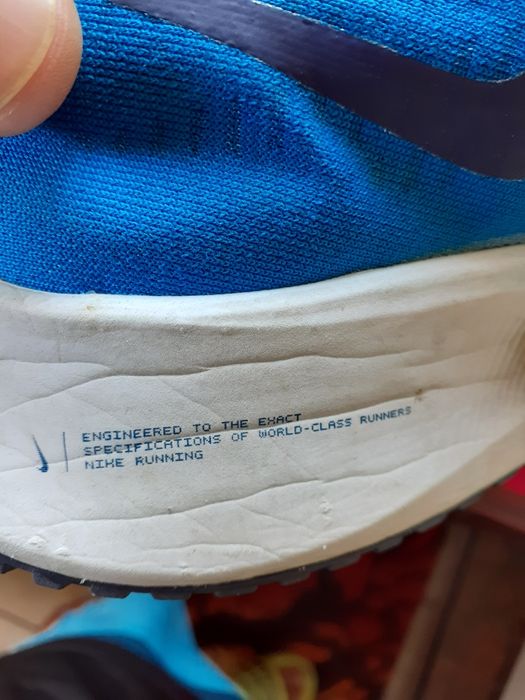 ENGINEERED TO THE EXACT
SPECIFICATIONS OF WORLD-CLASS RUNNERS
NIKE RUNNING